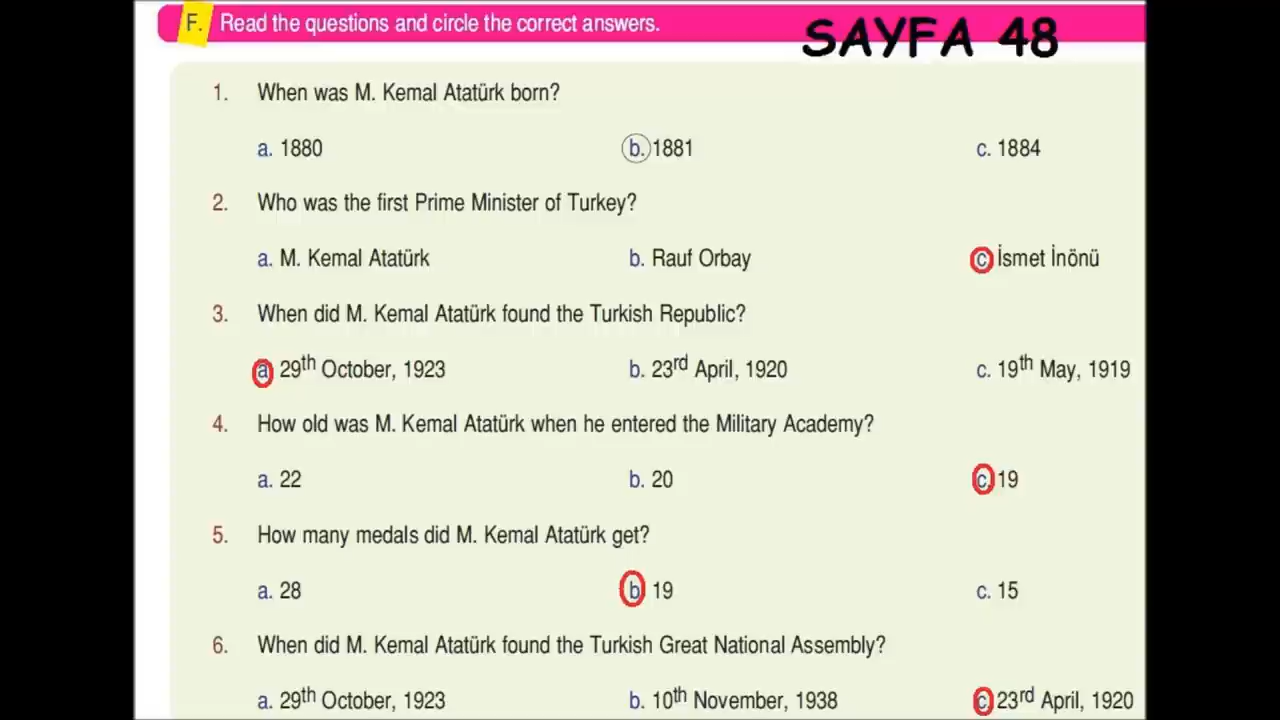 F. Read the questions and circle the correct answers.
SAYFA 48
1. When was M. Kemal Atatürk born?
a. 1880 b. 1881 c. 1884
2. Who was the first Prime Minister of Turkey?
a. M. Kemal Atatürk b. Rauf Orbay c. İsmet İnönü
3. When did M. Kemal Atatürk found the Turkish Republic?
a. 29th October, 1923 b. 23rd April, 1920 c. 19th May, 1919
4. How old was M. Kemal Atatürk when he entered the Military Academy?
a. 22 b. 20 c. 19
5. How many medals did M. Kemal Atatürk get?
a. 28 b. 19 c. 15
6. When did M. Kemal Atatürk found the Turkish Great National Assembly?
a. 29th October, 1923 b. 10th November, 1938 c. 23rd April, 1920